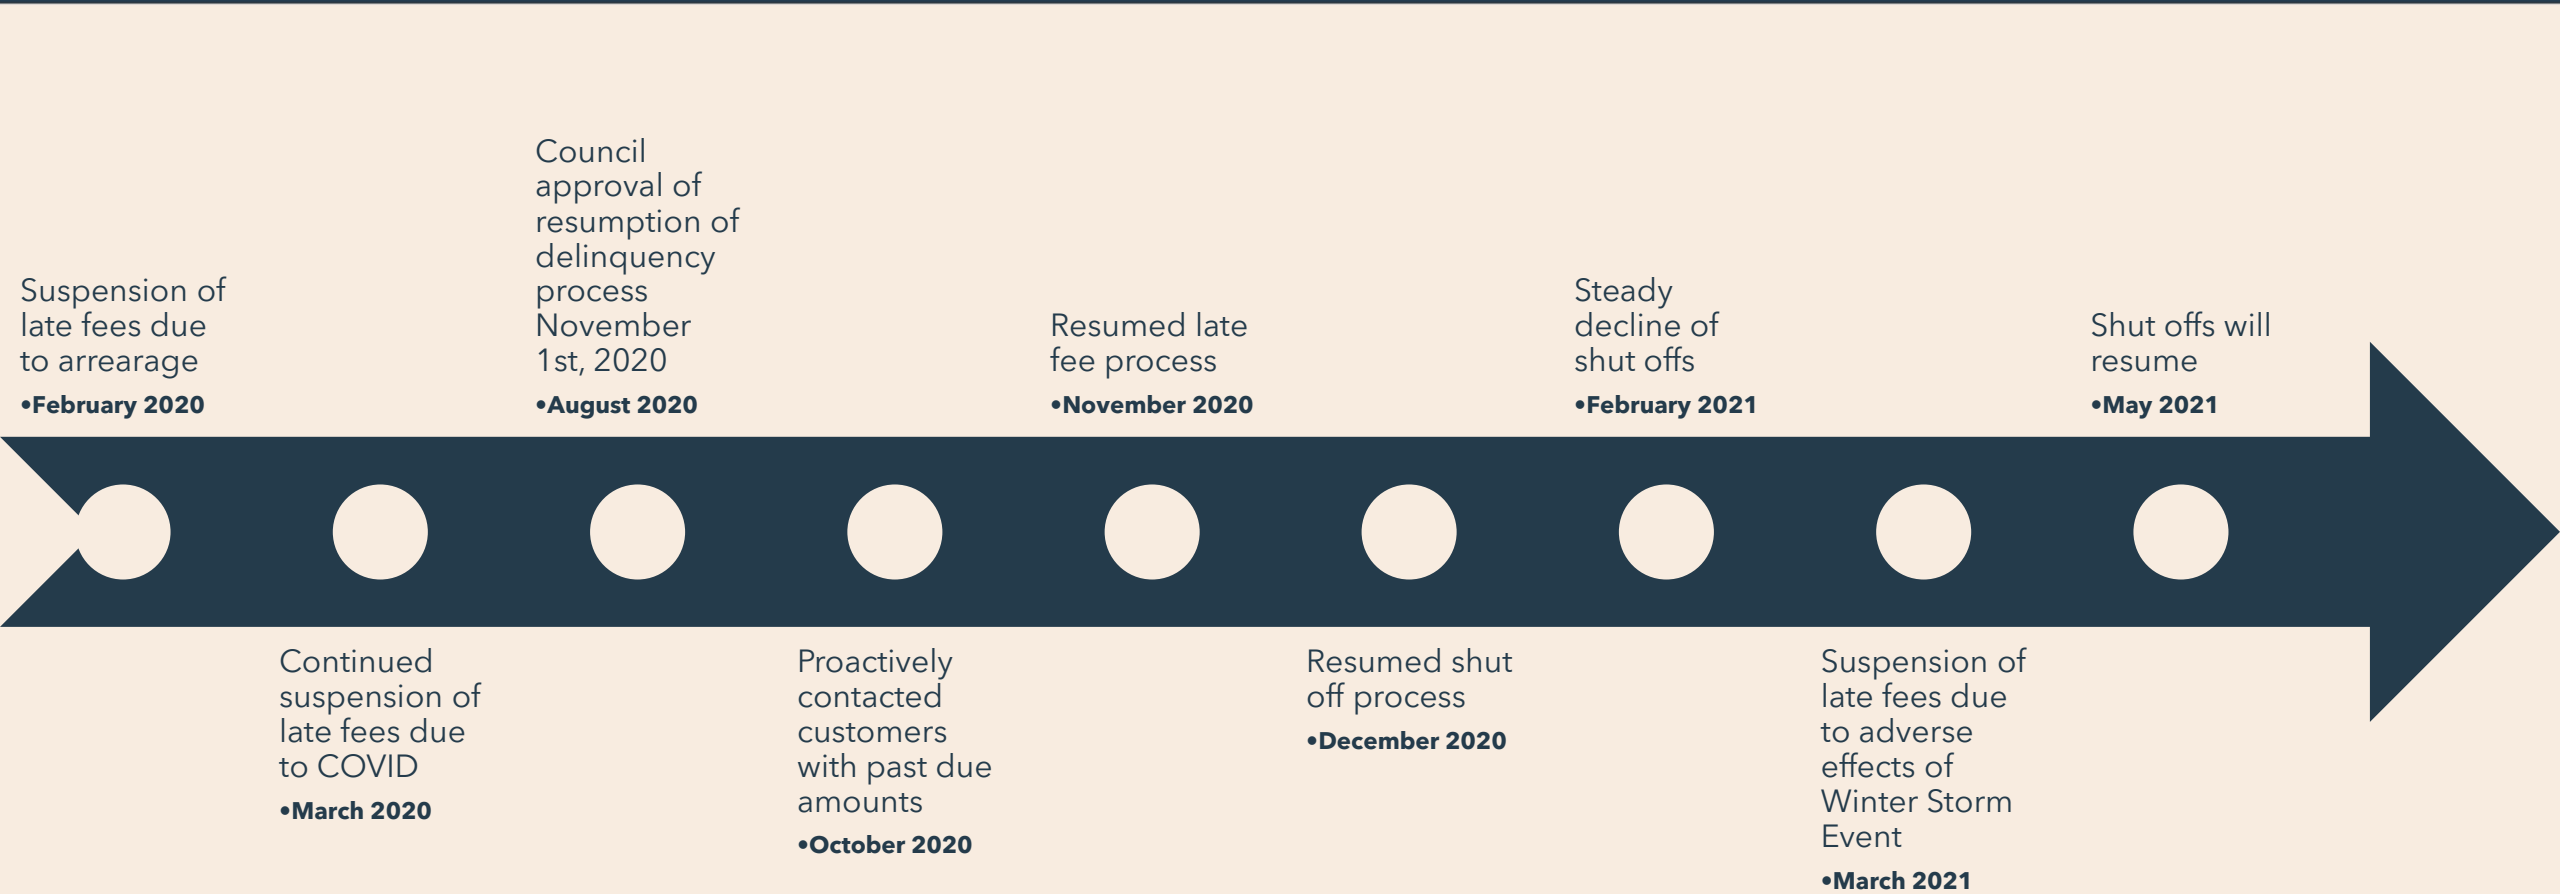 Suspension of
late fees due
to arrearage
•February 2020
Continued
suspension of
late fees due
to COVID
•March 2020
Council
approval of
resumption of
delinquency
process
November
1st, 2020
•August 2020
Proactively
contacted
customers
with past due
amounts
•October 2020
Resumed late
fee process
•November 2020
Resumed shut
off process
•December 2020
Steady
decline of
shut offs
•February 2021
Suspension of
late fees due
to adverse
effects of
Winter Storm
Event
•March 2021
Shut offs will
resume
•May 2021